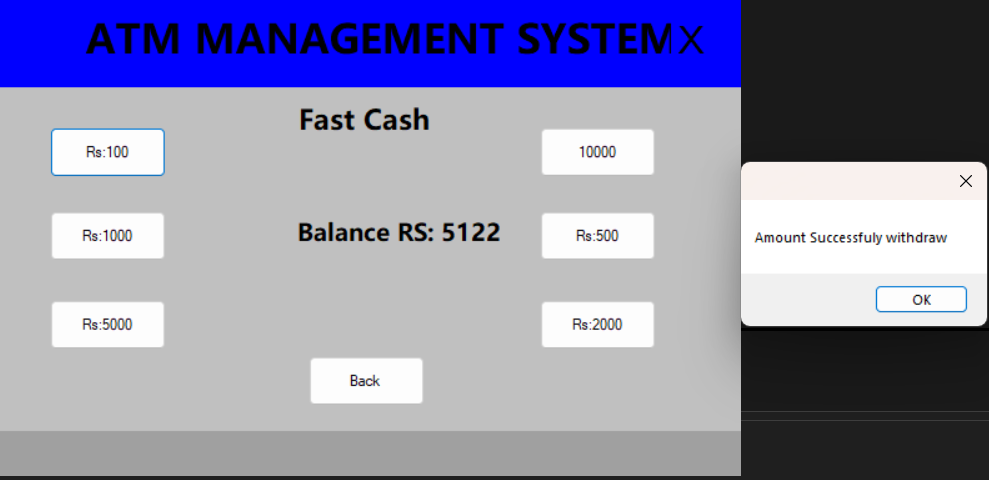 ATM MANAGEMENT SYSTEM X
Fast Cash
Rs:100
10000
Rs:1000
Balance RS: 5122
Rs:500
Rs:5000
Rs:2000
Back
Amount Successfuly withdraw
OK